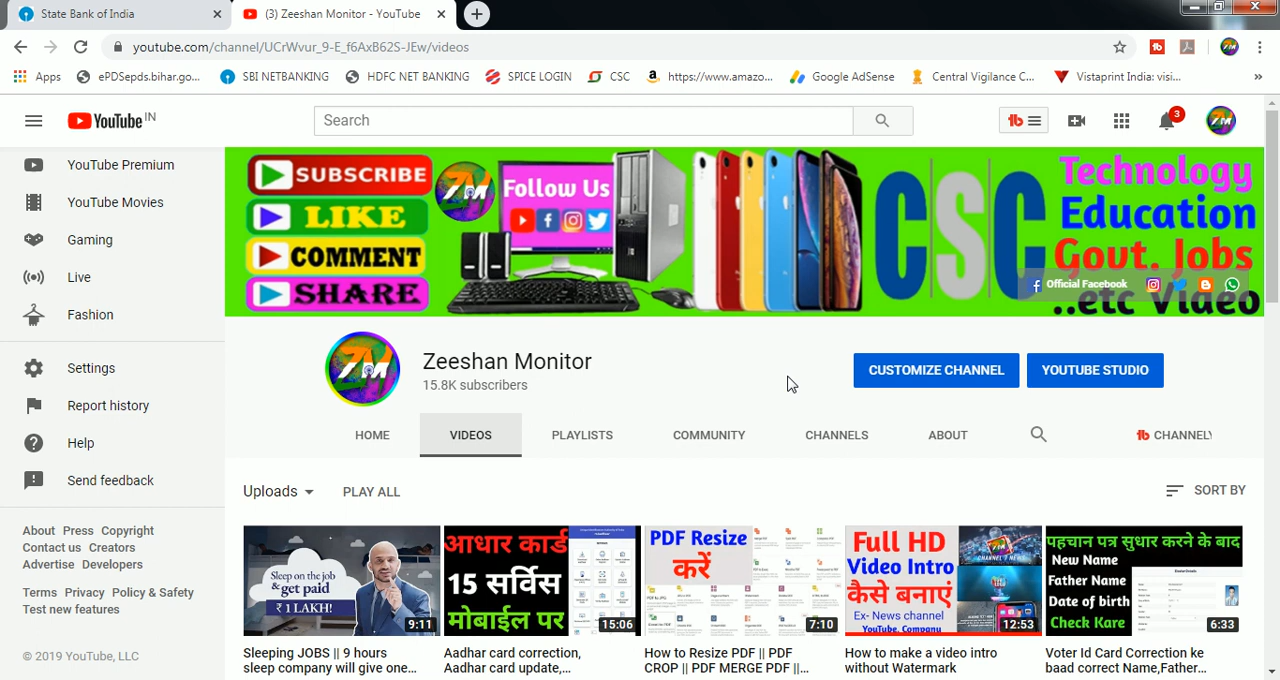 State Bank of India
(3) Zeeshan Monitor - YouTube
youtube.com/channel/UCrWvur_9-E_f6AxB62S-JEw/videos
Apps
ePDSepds.bihar.go...
SBI NETBANKING
HDFC NET BANKING
SPICE LOGIN
CSC
https://www.amazo...
Google AdSense
Central Vigilance C...
Vistaprint India: visi...
»
YouTube IN
Search
3
ZM
YouTube Premium
YouTube Movies
Gaming
Live
Fashion
Settings
Report history
Help
Send feedback
About Press Copyright
Contact us Creators
Advertise Developers
Terms Privacy Policy & Safety
Test new features
© 2019 YouTube, LLC
SUBSCRIBE
LIKE
COMMENT
SHARE
ZM
Follow Us
CSC
Technology
Education
Govt. Jobs
..etc Video
Official Facebook
ZM
Zeeshan Monitor
15.8K subscribers
CUSTOMIZE CHANNEL
YOUTUBE STUDIO
HOME
VIDEOS
PLAYLISTS
COMMUNITY
CHANNELS
ABOUT
CHANNELY
Uploads
PLAY ALL
SORT BY
Sleep on the job
& get paid
₹ 1 LAKH!
9:11
Sleeping JOBS || 9 hours
sleep company will give one...
आधार कार्ड
15 सर्विस
मोबाईल पर
15:06
Aadhar card correction,
Aadhar card update,...
PDF Resize
करें
7:10
How to Resize PDF || PDF
CROP || PDF MERGE PDF ||...
Full HD
Video Intro
कैसे बनाएं
Ex- News channel
YouTube, Company
12:53
How to make a video intro
without Watermark
पहचान पत्र सुधार करने के बाद
New Name
Father Name
Date of birth
Check Kare
6:33
Voter Id Card Correction ke
baad correct Name,Father...